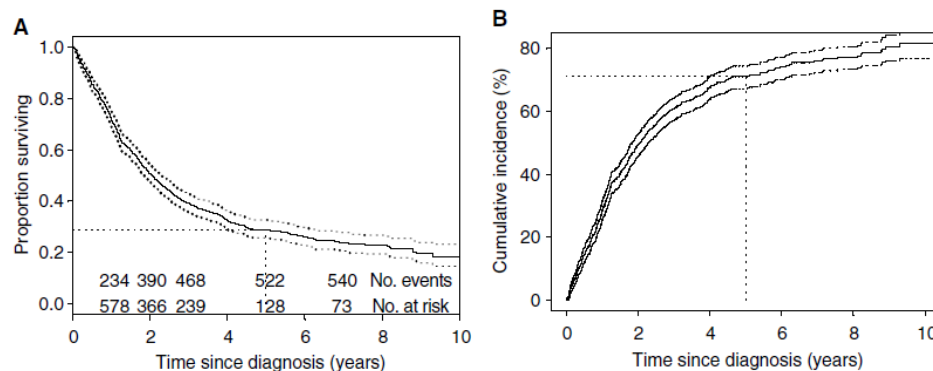 A
Proportion surviving
1.0
0.8
0.6
0.4
0.2
0.0
234 390 468 522 540 No. events
578 366 239 128 73 No. at risk
0 2 4 6 8 10
Time since diagnosis (years)
B
Cumulative incidence (%)
80
60
40
20
0
0 2 4 6 8 10
Time since diagnosis (years)